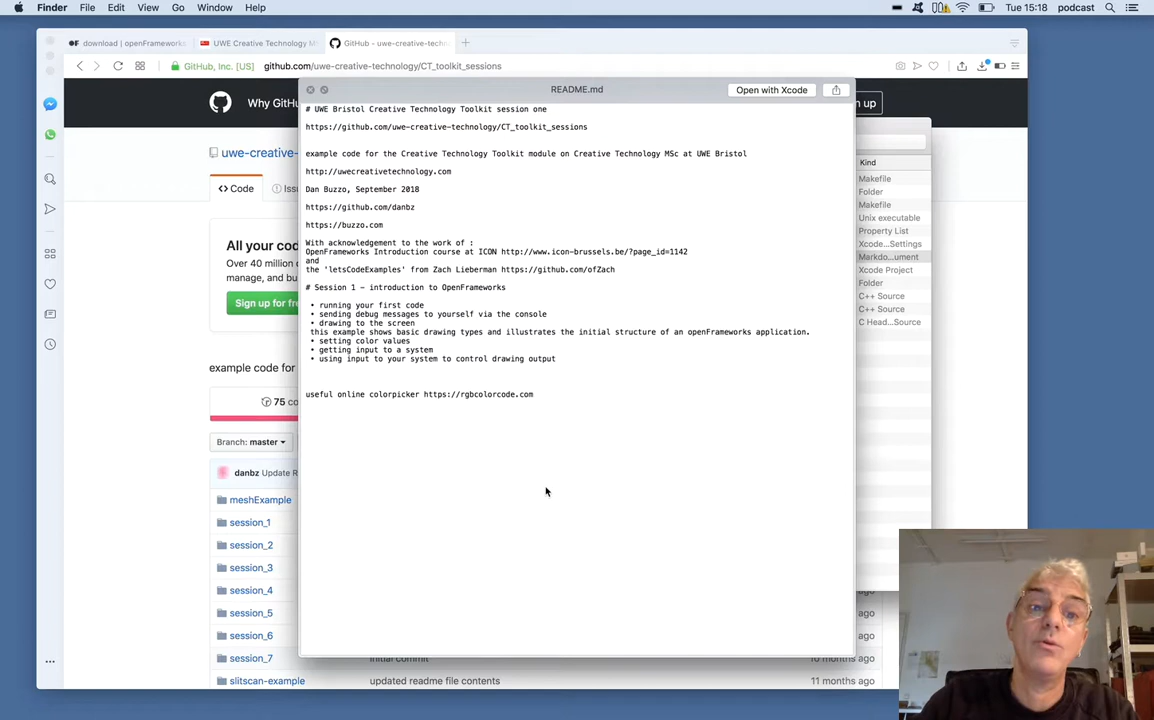 Finder File Edit View Go Window Help
Tue 15:18 podcast
download | openFrameworks
UWE Creative Technology M
GitHub - uwe-creative-techn
GitHub, Inc. [US] github.com/uwe-creative-technology/CT_toolkit_sessions
README.md
Open with Xcode
# UWE Bristol Creative Technology Toolkit session one
https://github.com/uwe-creative-technology/CT_toolkit_sessions
example code for the Creative Technology Toolkit module on Creative Technology MSc at UWE Bristol
http://uwecreativetechnology.com
Dan Buzzo, September 2018
https://github.com/danbz
https://buzzo.com
With acknowledgement to the work of :
OpenFrameworks Introduction course at ICON http://www.icon-brussels.be/?page_id=1142
and
the 'letsCodeExamples' from Zach Lieberman https://github.com/ofZach
# Session 1 - introduction to OpenFrameworks
• running your first code
• sending debug messages to yourself via the console
• drawing to the screen
this example shows basic drawing types and illustrates the initial structure of an openFrameworks application.
• setting color values
• getting input to a system
• using input to your system to control drawing output
useful online colorpicker https://rgbcolorcode.com
Why GitH
up
uwe-creative-
Code
Issu
All your cod
Over 40 million
manage, and bu
Sign up for fre
example code for
75 co
Branch: master
danbz Update R
meshExample
session_1
session_2
session_3
session_4
session_5
session_6
session_7
Initial commit
10 months ago
slitscan-example
updated readme file contents
11 months ago
Kind
Makefile
Folder
Makefile
Unix executable
Property List
Xcode...Settings
Markdo...ument
Xcode Project
Folder
C++ Source
C++ Source
C Head...Source
ago
ago
ago